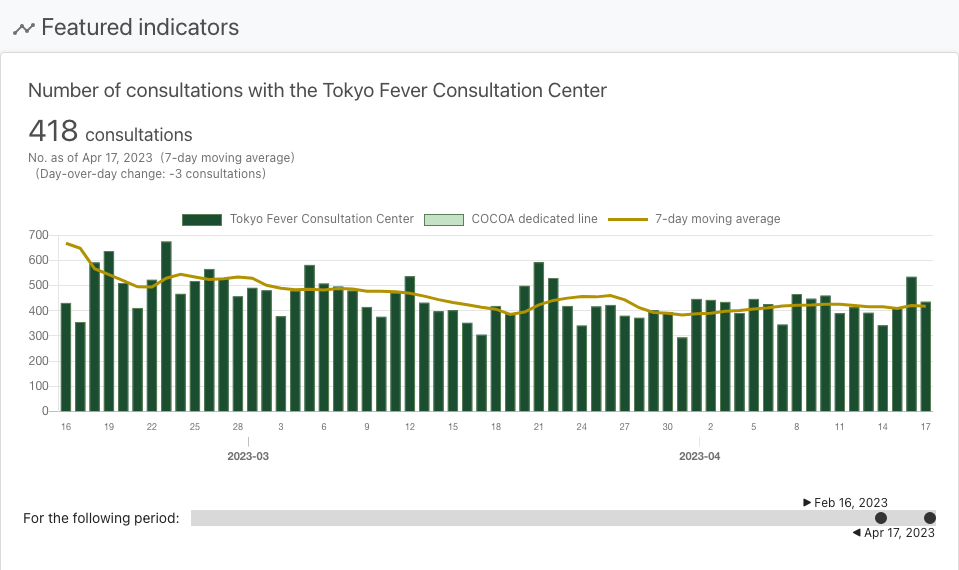 Featured indicators
Number of consultations with the Tokyo Fever Consultation Center
418 consultations
No. as of Apr 17, 2023 (7-day moving average)
(Day-over-day change: -3 consultations)
Tokyo Fever Consultation Center COCOA dedicated line 7-day moving average
700
600
500
400
300
200
100
0
16 19 22 25 28 3 6 9 12 15 18 21 24 27 30 2 5 8 11 14 17
2023-03 2023-04
▶ Feb 16, 2023
For the following period:
◀ Apr 17, 2023